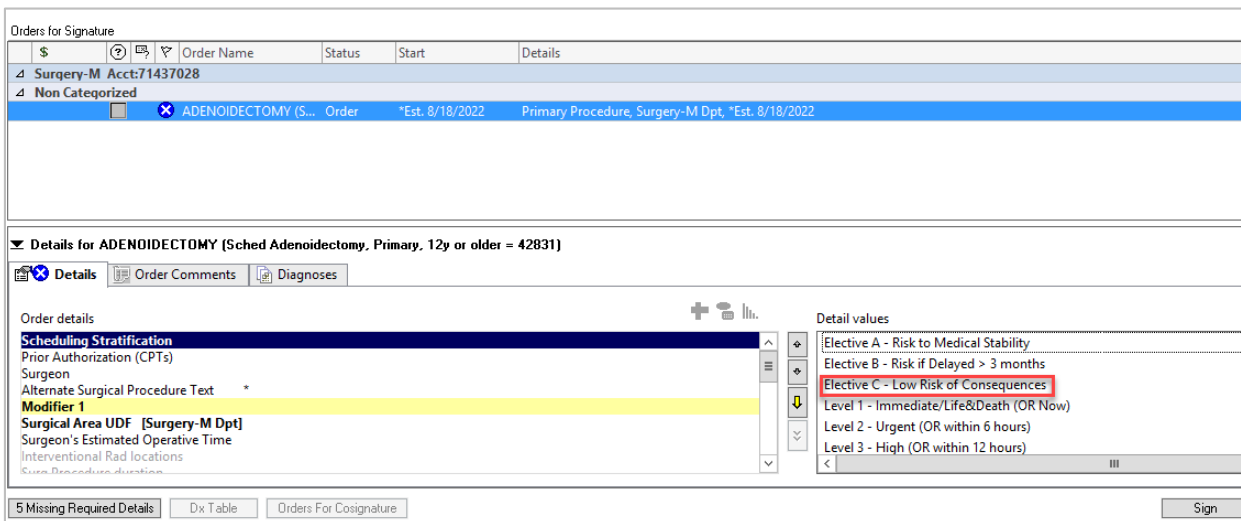 Orders for Signature
$ Order Name Status Start Details
Surgery-M Acct:71437028
Non Categorized
ADENOIDECTOMY (S... Order *Est. 8/18/2022 Primary Procedure, Surgery-M Dpt, *Est. 8/18/2022
Details for ADENOIDECTOMY (Sched Adenoidectomy, Primary, 12y or older = 42831)
Details Order Comments Diagnoses
Order details
Scheduling Stratification
Prior Authorization (CPTs)
Surgeon
Alternate Surgical Procedure Text *
Modifier 1
Surgical Area UDF [Surgery-M Dpt]
Surgeon's Estimated Operative Time
Interventional Rad locations
Surg Procedure duration
Detail values
Elective A - Risk to Medical Stability
Elective B - Risk if Delayed > 3 months
Elective C - Low Risk of Consequences
Level 1 - Immediate/Life&Death (OR Now)
Level 2 - Urgent (OR within 6 hours)
Level 3 - High (OR within 12 hours)
5 Missing Required Details Dx Table Orders For Cosignature Sign